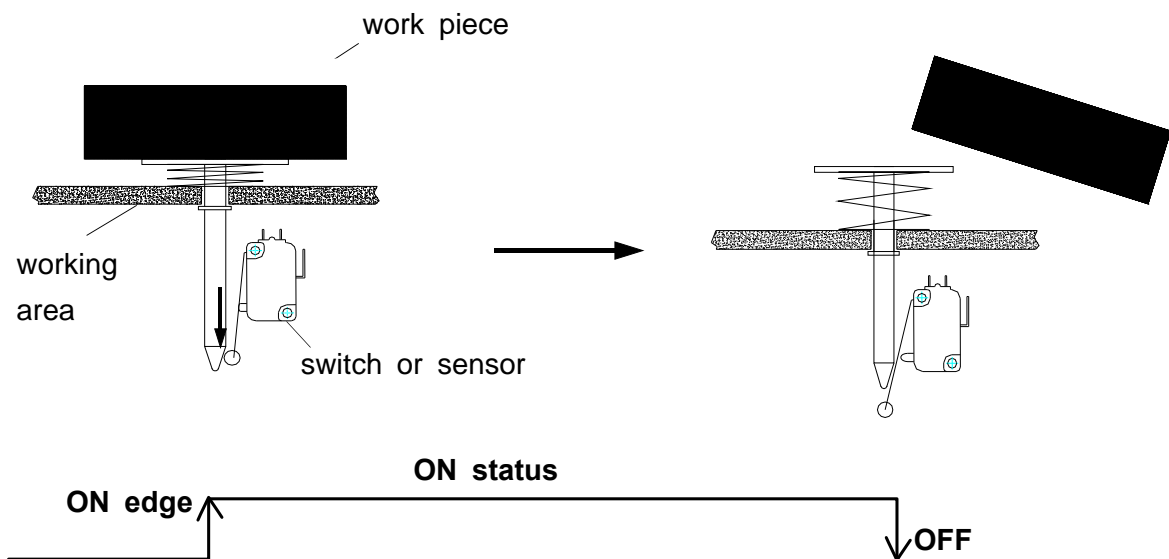 work piece
working
area
switch or sensor
ON status
ON edge
OFF